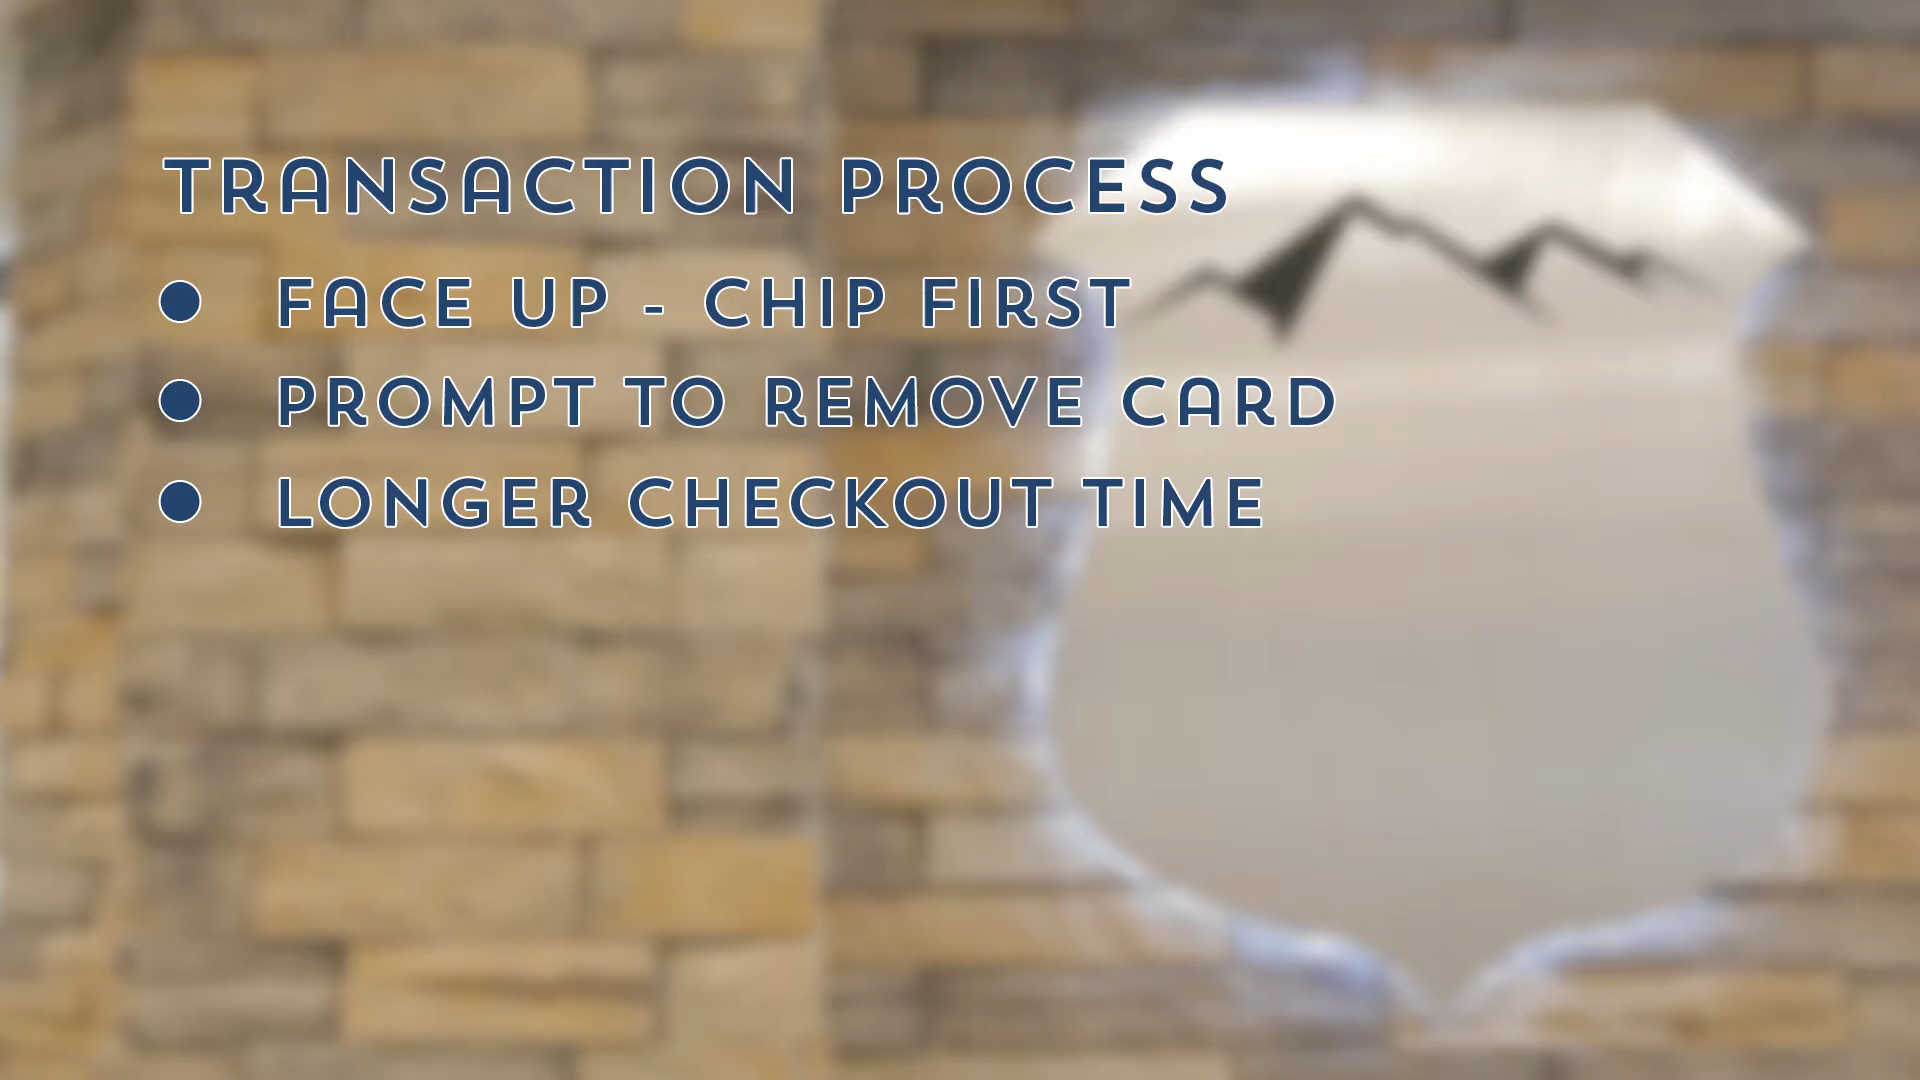 TRANSACTION PROCESS
● FACE UP - CHIP FIRST
● PROMPT TO REMOVE CARD
● LONGER CHECKOUT TIME